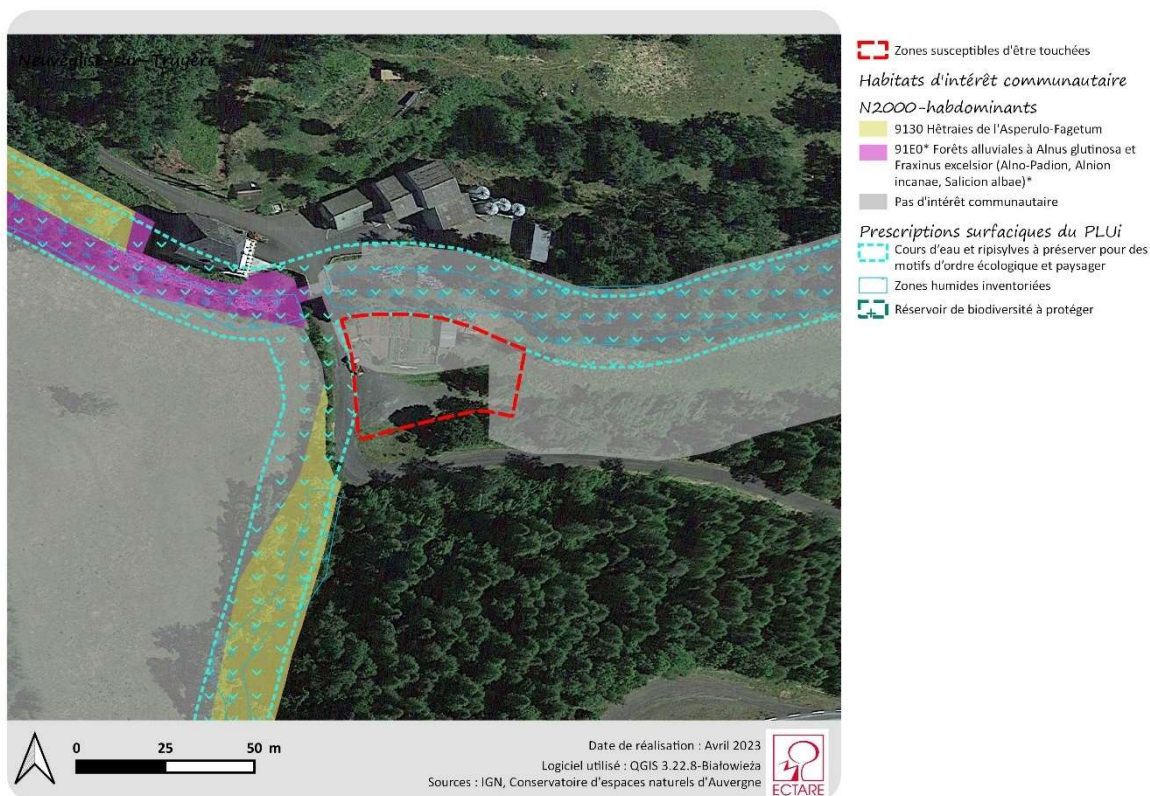 Neuvéglise-sur-Truyère
Zones susceptibles d'être touchées
Habitats d'intérêt communautaire
N2000-habdominants
9130 Hêtraies de l'Asperulo-Fagetum
91E0* Forêts alluviales à Alnus glutinosa et
Fraxinus excelsior (Alno-Padion, Alnion
incanae, Salicion albae)*
Pas d'intérêt communautaire
Prescriptions surfaciques du PLUi
Cours d'eau et ripisylves à préserver pour des
motifs d'ordre écologique et paysager
Zones humides inventoriées
Réservoir de biodiversité à protéger
0 25 50 m
Date de réalisation : Avril 2023
Logiciel utilisé : QGIS 3.22.8-Białowieża
Sources : IGN, Conservatoire d'espaces naturels d'Auvergne
ECTARE